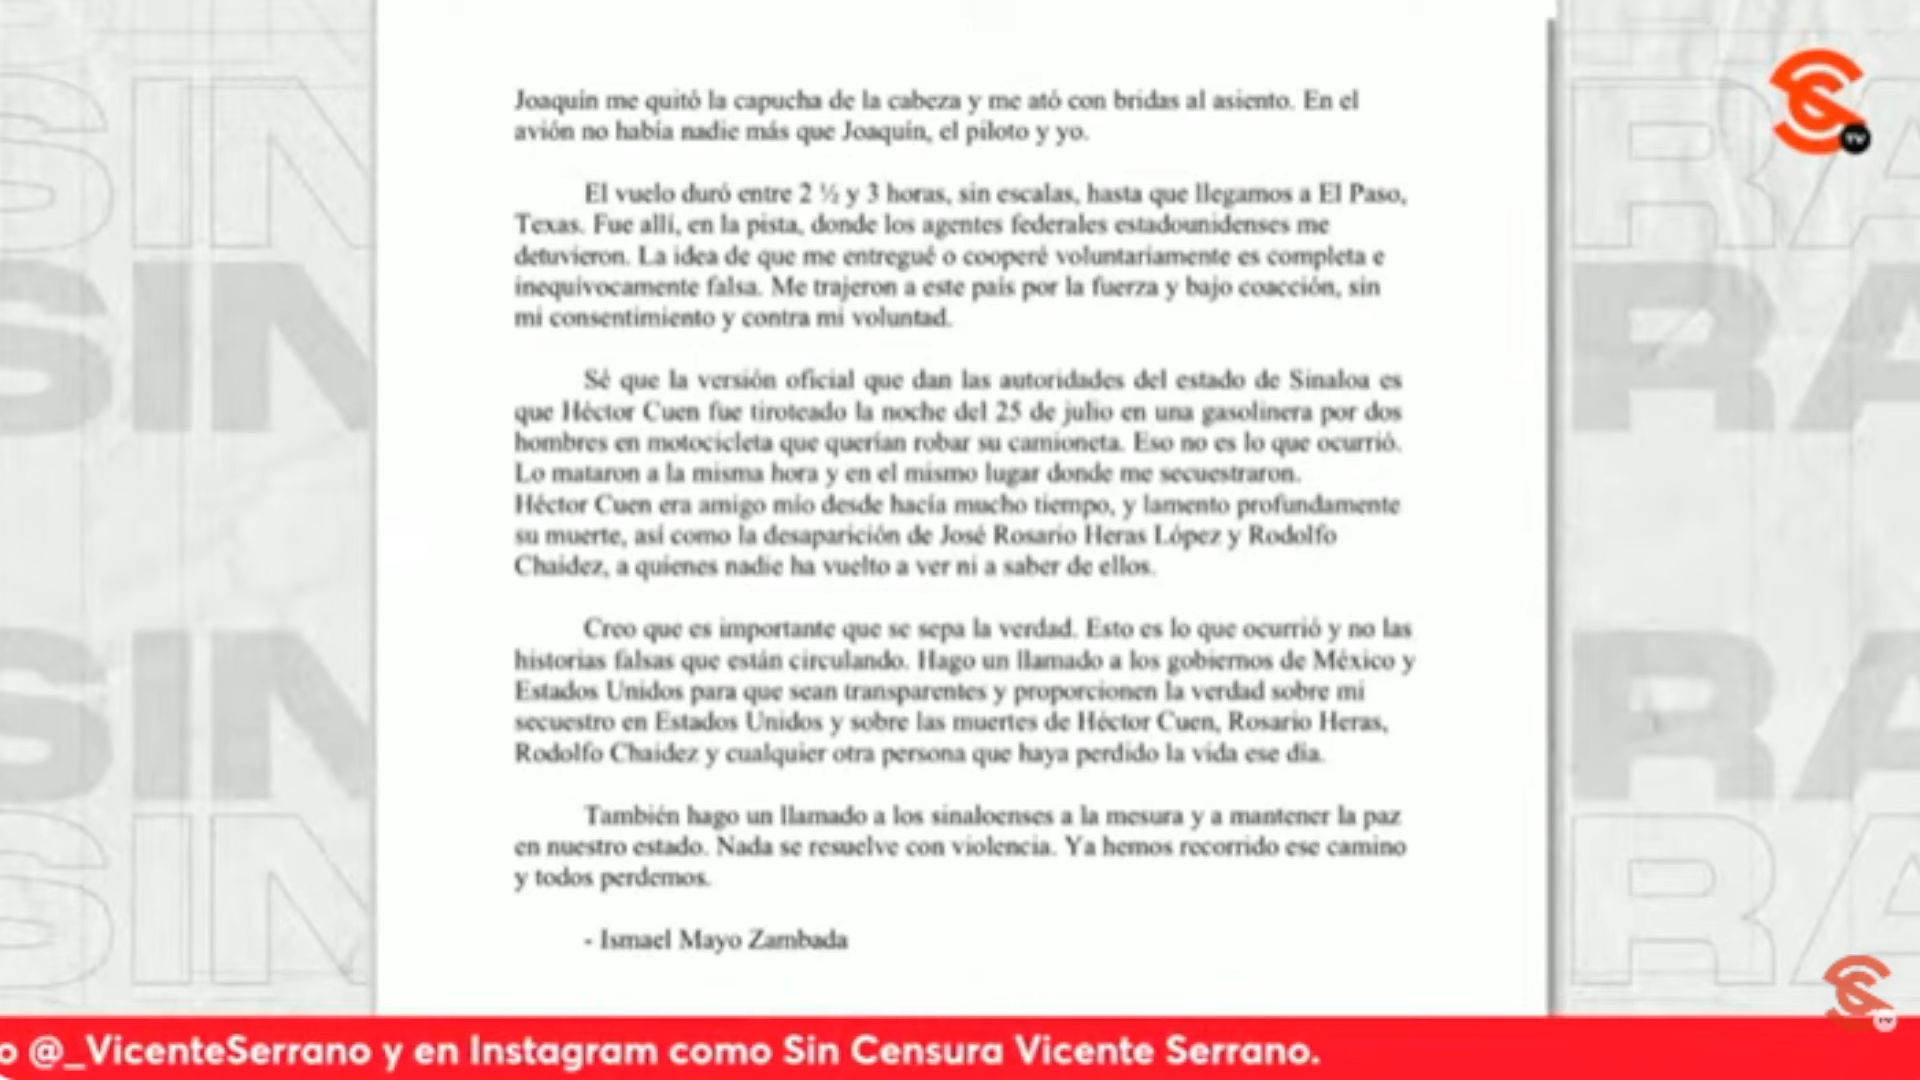 Joaquín me quitó la capucha de la cabeza y me ató con bridas al asiento. En el
avión no había nadie más que Joaquín, el piloto y yo.
El vuelo duró entre 2 ½ y 3 horas, sin escalas, hasta que llegamos a El Paso,
Texas. Fue allí, en la pista, donde los agentes federales estadounidenses me
detuvieron. La idea de que me entregué o cooperé voluntariamente es completa e
inequívocamente falsa. Me trajeron a este país por la fuerza y bajo coacción, sin
mi consentimiento y contra mi voluntad.
Sé que la versión oficial que dan las autoridades del estado de Sinaloa es
que Héctor Cuen fue tiroteado la noche del 25 de julio en una gasolinera por dos
hombres en motocicleta que querían robar su camioneta. Eso no es lo que ocurrió.
Lo mataron a la misma hora y en el mismo lugar donde me secuestraron.
Héctor Cuen era amigo mío desde hacía mucho tiempo, y lamento profundamente
su muerte, así como la desaparición de José Rosario Heras López y Rodolfo
Chaidez, a quienes nadie ha vuelto a ver ni a saber de ellos.
Creo que es importante que se sepa la verdad. Esto es lo que ocurrió y no las
historias falsas que están circulando. Hago un llamado a los gobiernos de México y
Estados Unidos para que sean transparentes y proporcionen la verdad sobre mi
secuestro en Estados Unidos y sobre las muertes de Héctor Cuen, Rosario Heras,
Rodolfo Chaidez y cualquier otra persona que haya perdido la vida ese día.
También hago un llamado a los sinaloenses a la mesura y a mantener la paz
en nuestro estado. Nada se resuelve con violencia. Ya hemos recorrido ese camino
y todos perdemos.
- Ismael Mayo Zambada
SIN
SIN
SIN
SIN
RA
RA
RA
RA
TV
TV
o @_VicenteSerrano y en Instagram como Sin Censura Vicente Serrano.